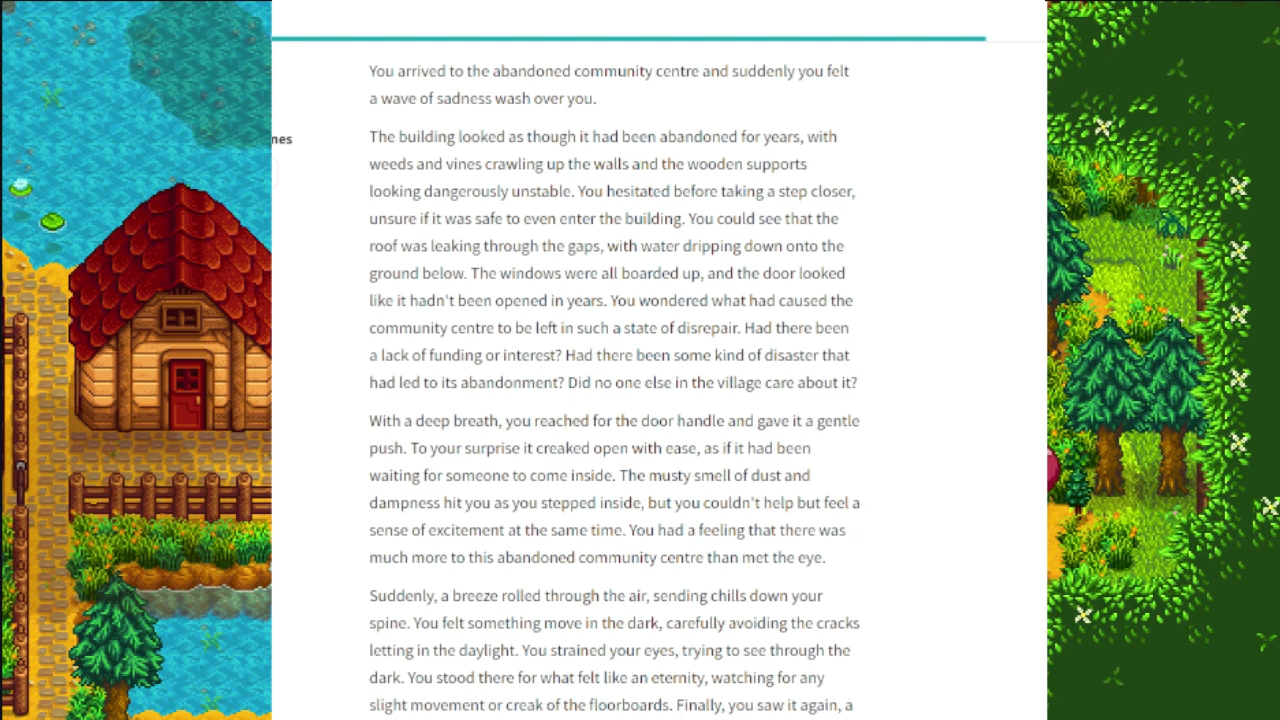 You arrived to the abandoned community centre and suddenly you felt
a wave of sadness wash over you.
nes
The building looked as though it had been abandoned for years, with
weeds and vines crawling up the walls and the wooden supports
looking dangerously unstable. You hesitated before taking a step closer,
unsure if it was safe to even enter the building. You could see that the
roof was leaking through the gaps, with water dripping down onto the
ground below. The windows were all boarded up, and the door looked
like it hadn't been opened in years. You wondered what had caused the
community centre to be left in such a state of disrepair. Had there been
a lack of funding or interest? Had there been some kind of disaster that
had led to its abandonment? Did no one else in the village care about it?
With a deep breath, you reached for the door handle and gave it a gentle
push. To your surprise it creaked open with ease, as if it had been
waiting for someone to come inside. The musty smell of dust and
dampness hit you as you stepped inside, but you couldn't help but feel a
sense of excitement at the same time. You had a feeling that there was
much more to this abandoned community centre than met the eye.
Suddenly, a breeze rolled through the air, sending chills down your
spine. You felt something move in the dark, carefully avoiding the cracks
letting in the daylight. You strained your eyes, trying to see through the
dark. You stood there for what felt like an eternity, watching for any
slight movement or creak of the floorboards. Finally, you saw it again, a